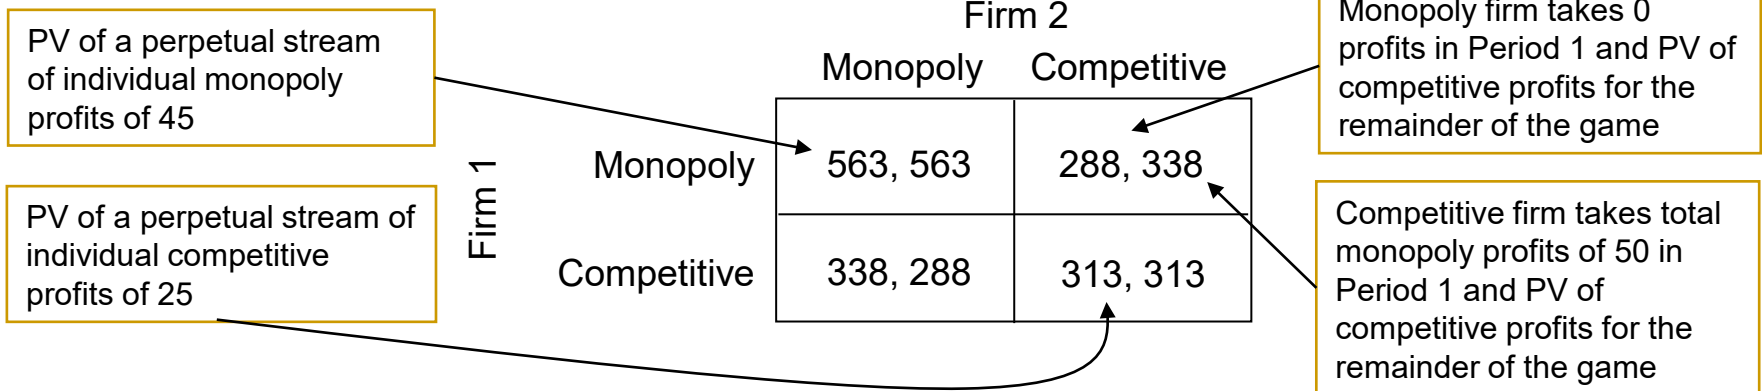 PV of a perpetual stream
of individual monopoly
profits of 45
PV of a perpetual stream of
individual competitive
profits of 25
Firm 2
Monopoly Competitive
Firm 1
Monopoly 563, 563 288, 338
Competitive 338, 288 313, 313
Monopoly firm takes 0
profits in Period 1 and PV of
competitive profits for the
remainder of the game
Competitive firm takes total
monopoly profits of 50 in
Period 1 and PV of
competitive profits for the
remainder of the game